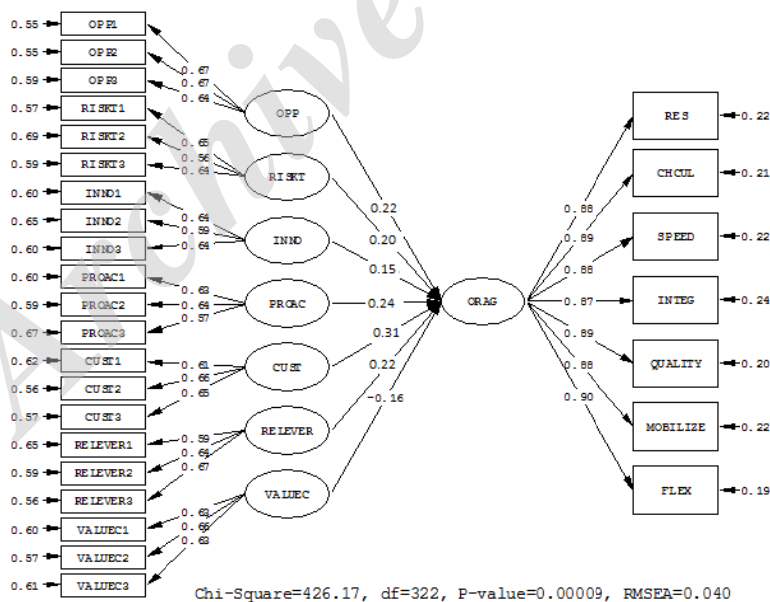 0.55 OPP1
0.55 OPP2
0.59 OPP3
0.57 RISKT1
0.69 RISKT2
0.59 RISKT3
0.60 INNO1
0.65 INNO2
0.60 INNO3
0.60 PROAC1
0.59 PROAC2
0.67 PROAC3
0.62 CUST1
0.56 CUST2
0.57 CUST3
0.65 RELEVER1
0.59 RELEVER2
0.56 RELEVER3
0.60 VALUEC1
0.57 VALUEC2
0.61 VALUEC3
0.67
0.67
0.64
0.65
0.56
0.64
0.64
0.59
0.64
0.63
0.64
0.57
0.61
0.66
0.65
0.59
0.64
0.67
0.63
0.66
0.63
OPP
RISKT
INNO
PROAC
CUST
RELEVER
VALUEC
0.22
0.20
0.15
0.24
0.31
0.22
-0.16
ORAG
0.88
0.89
0.88
0.87
0.89
0.88
0.90
RES 0.22
CHCUL 0.21
SPEED 0.22
INTEG 0.24
QUALITY 0.20
MOBILIZE 0.22
FLEX 0.19
Chi-Square=426.17, df=322, P-value=0.00009, RMSEA=0.040
Archive